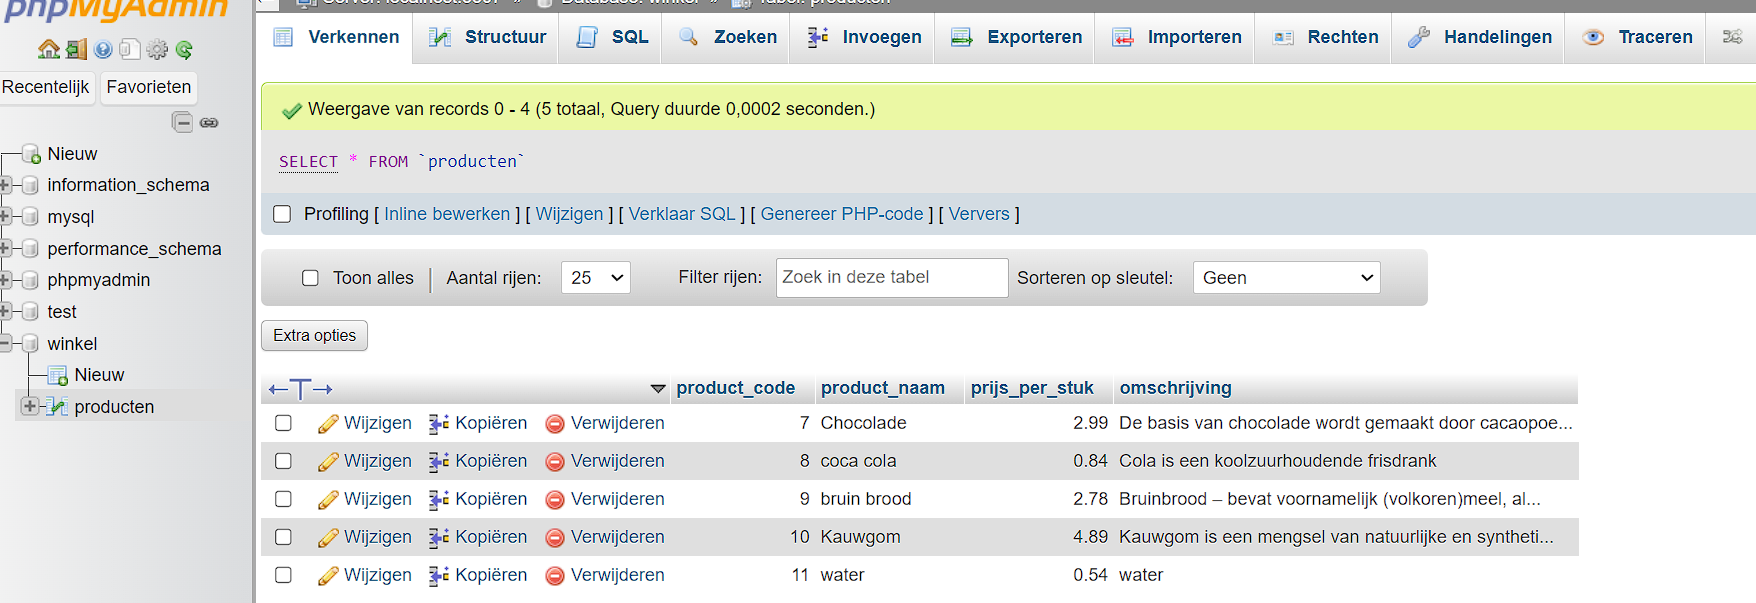 phpMyAdmin
Server: localhost:3307 » Database: winkel » Tabel: producten
Recentelijk Favorieten
Nieuw
information_schema
mysql
performance_schema
phpmyadmin
test
winkel
Nieuw
producten
Verkennen Structuur SQL Zoeken Invoegen Exporteren Importeren Rechten Handelingen Traceren
Weergave van records 0 - 4 (5 totaal, Query duurde 0,0002 seconden.)
SELECT * FROM `producten`
Profiling [ Inline bewerken ] [ Wijzigen ] [ Verklaar SQL ] [ Genereer PHP-code ] [ Ververs ]
Toon alles Aantal rijen: 25 Filter rijen: Zoek in deze tabel Sorteren op sleutel: Geen
Extra opties
←T→ product_code product_naam prijs_per_stuk omschrijving
Wijzigen Kopiëren Verwijderen 7 Chocolade 2.99 De basis van chocolade wordt gemaakt door cacaopoe...
Wijzigen Kopiëren Verwijderen 8 coca cola 0.84 Cola is een koolzuurhoudende frisdrank
Wijzigen Kopiëren Verwijderen 9 bruin brood 2.78 Bruinbrood – bevat voornamelijk (volkoren)meel, al...
Wijzigen Kopiëren Verwijderen 10 Kauwgom 4.89 Kauwgom is een mengsel van natuurlijke en syntheti...
Wijzigen Kopiëren Verwijderen 11 water 0.54 water